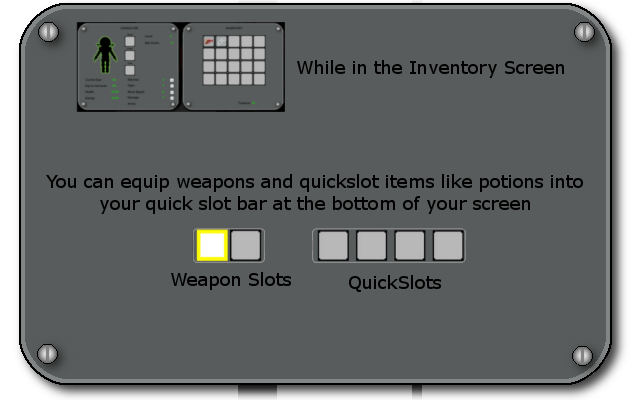 While in the Inventory Screen
You can equip weapons and quickslot items like potions into
your quick slot bar at the bottom of your screen
Weapon Slots
QuickSlots